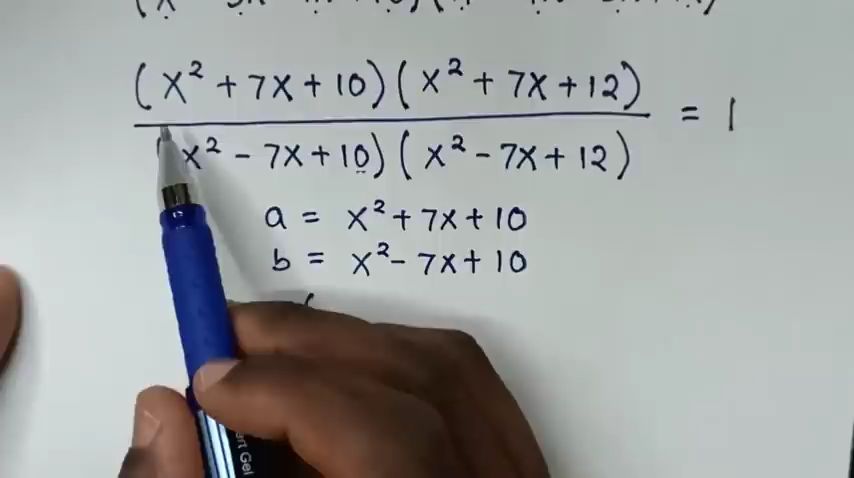 (x² + 7x + 10)(x² + 7x + 12)
= 1
(x² - 7x + 10)(x² - 7x + 12)
a = x² + 7x + 10
b = x² - 7x + 10
(
Gel